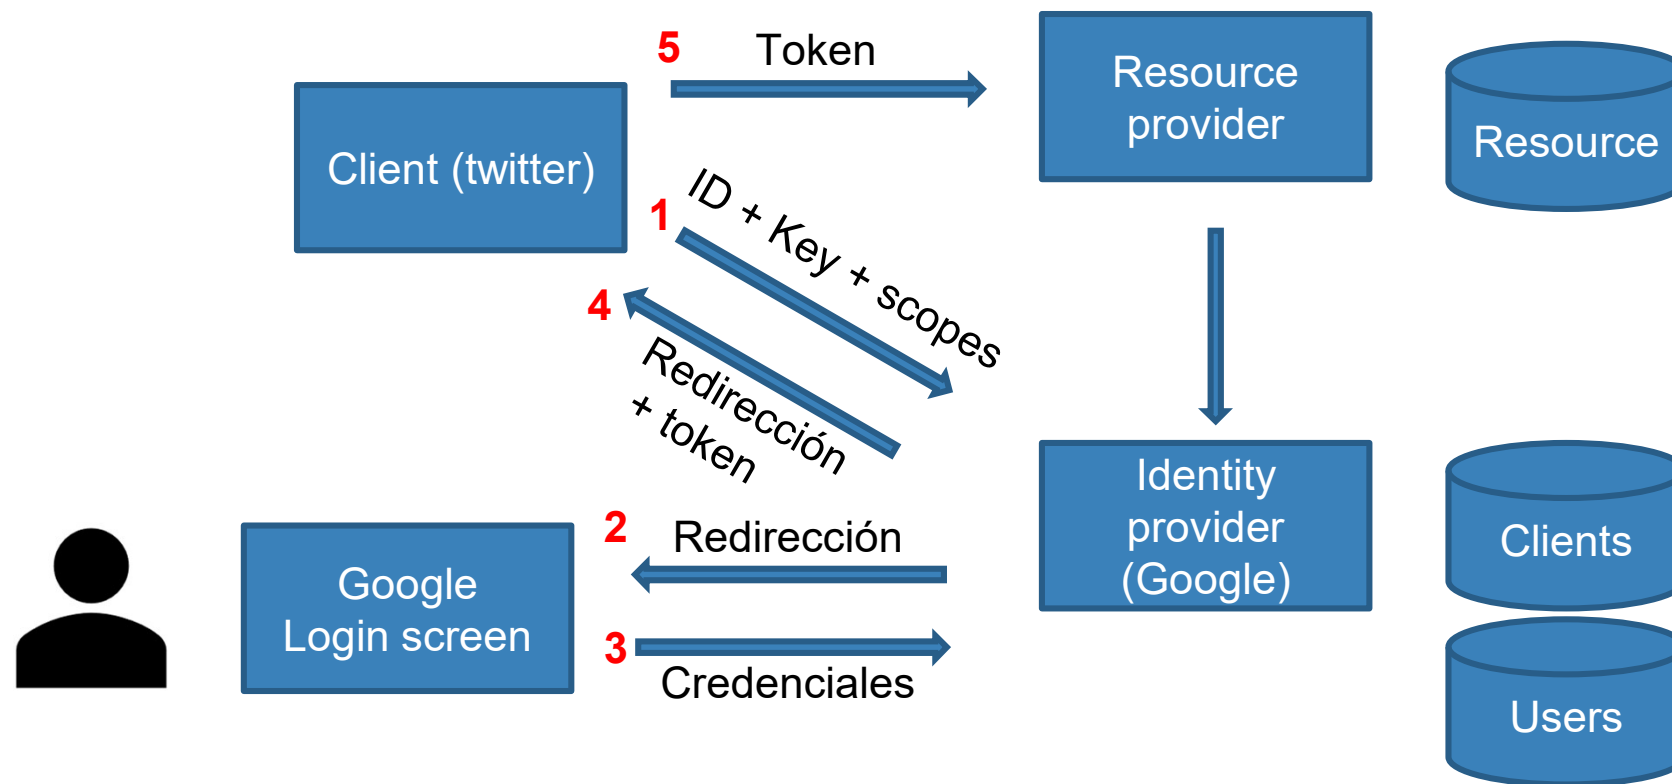 5
Token
Resource
provider
Resource
Client (twitter)
1
ID + Key + scopes
4
Redirección
+ token
Identity
provider
(Google)
Clients
2
Redirección
Google
Login screen
3
Credenciales
Users